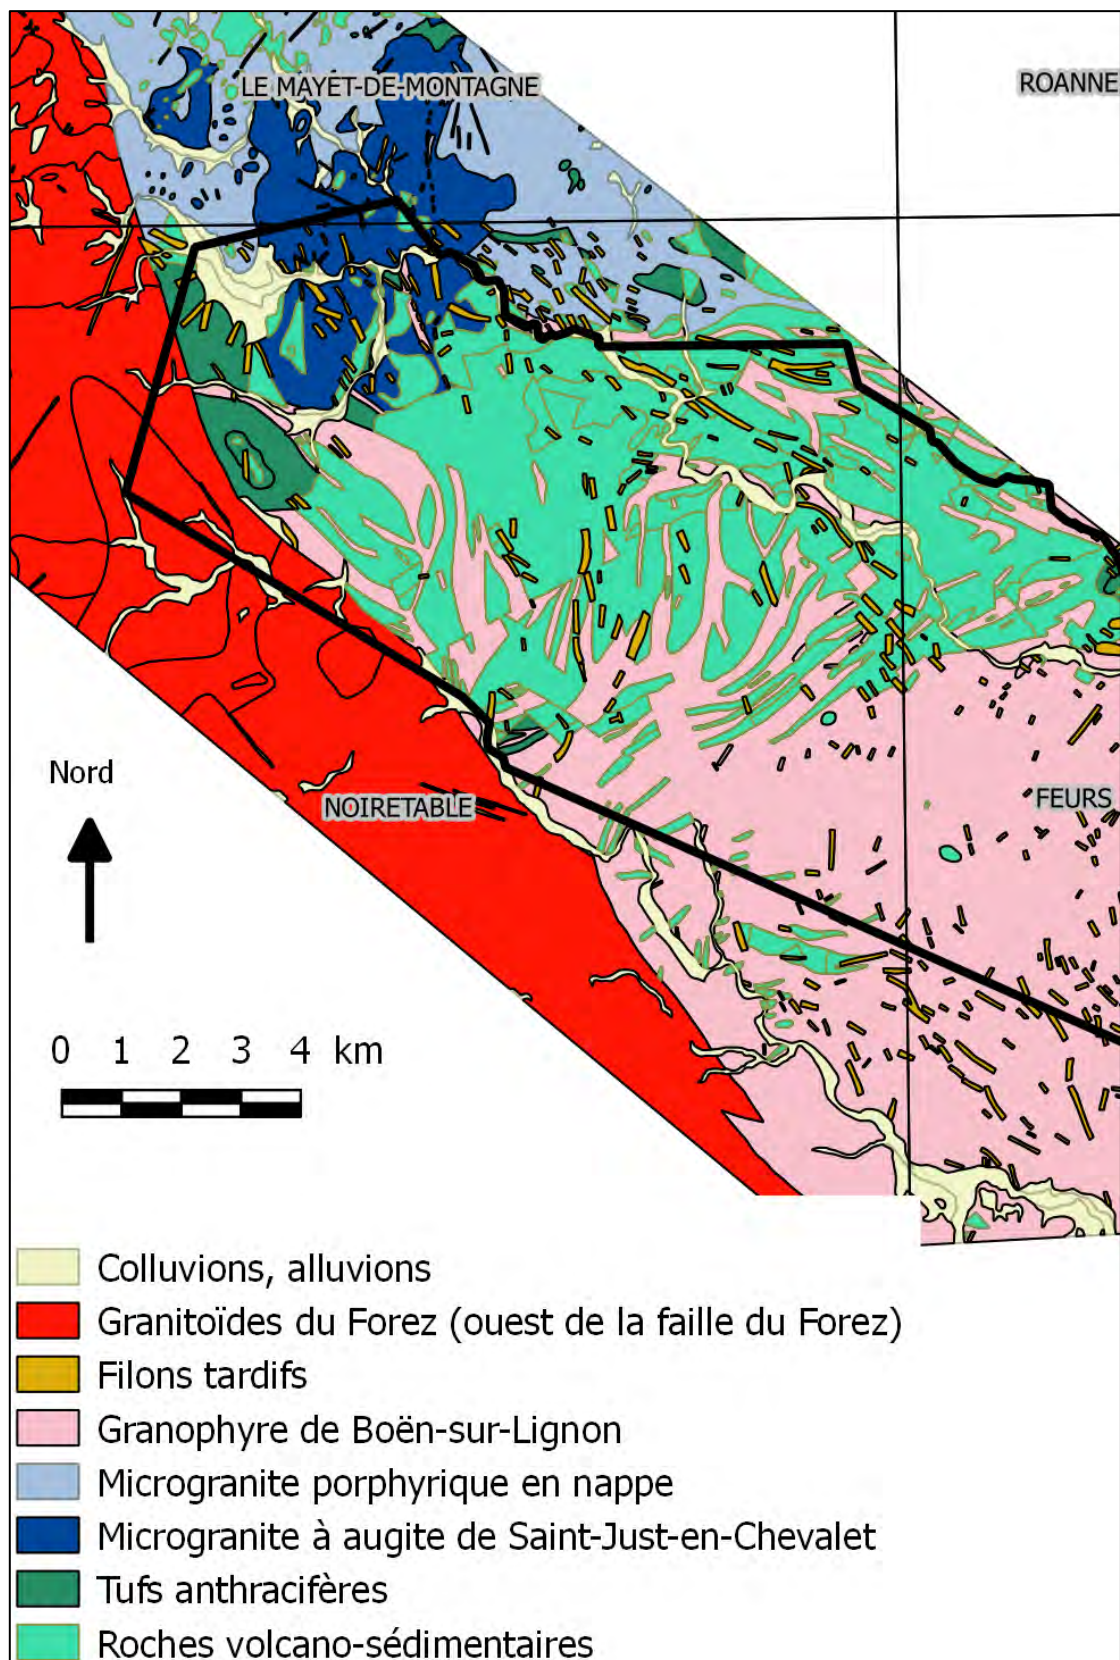 LE MAYET-DE-MONTAGNE
ROANNE
Nord
NOIRETABLE
FEURS
0 1 2 3 4 km
Colluvions, alluvions
Granitoïdes du Forez (ouest de la faille du Forez)
Filons tardifs
Granophyre de Boën-sur-Lignon
Microgranite porphyrique en nappe
Microgranite à augite de Saint-Just-en-Chevalet
Tufs anthracifères
Roches volcano-sédimentaires